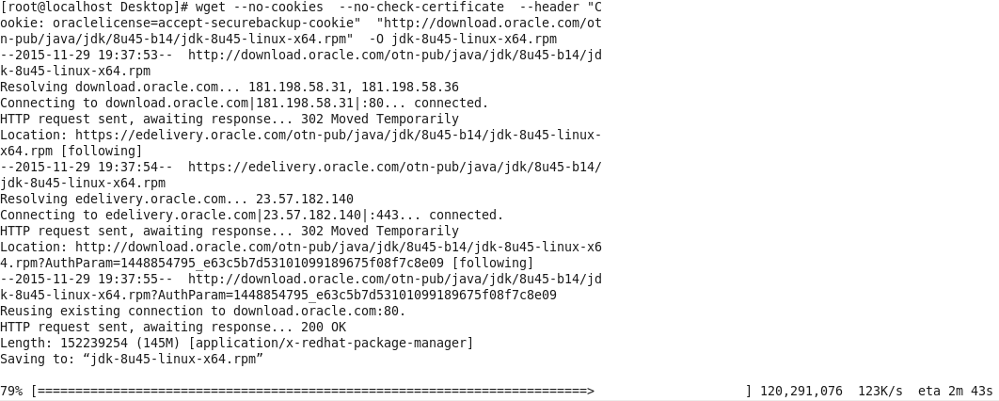 [root@localhost Desktop]# wget --no-cookies  --no-check-certificate  --header "C
ookie: oraclelicense=accept-securebackup-cookie"  "http://download.oracle.com/ot
n-pub/java/jdk/8u45-b14/jdk-8u45-linux-x64.rpm"  -O jdk-8u45-linux-x64.rpm
--2015-11-29 19:37:53--  http://download.oracle.com/otn-pub/java/jdk/8u45-b14/jd
k-8u45-linux-x64.rpm
Resolving download.oracle.com... 181.198.58.31, 181.198.58.36
Connecting to download.oracle.com|181.198.58.31|:80... connected.
HTTP request sent, awaiting response... 302 Moved Temporarily
Location: https://edelivery.oracle.com/otn-pub/java/jdk/8u45-b14/jdk-8u45-linux-
x64.rpm [following]
--2015-11-29 19:37:54--  https://edelivery.oracle.com/otn-pub/java/jdk/8u45-b14/
jdk-8u45-linux-x64.rpm
Resolving edelivery.oracle.com... 23.57.182.140
Connecting to edelivery.oracle.com|23.57.182.140|:443... connected.
HTTP request sent, awaiting response... 302 Moved Temporarily
Location: http://download.oracle.com/otn-pub/java/jdk/8u45-b14/jdk-8u45-linux-x6
4.rpm?AuthParam=1448854795_e63c5b7d53101099189675f08f7c8e09 [following]
--2015-11-29 19:37:55--  http://download.oracle.com/otn-pub/java/jdk/8u45-b14/jd
k-8u45-linux-x64.rpm?AuthParam=1448854795_e63c5b7d53101099189675f08f7c8e09
Reusing existing connection to download.oracle.com:80.
HTTP request sent, awaiting response... 200 OK
Length: 152239254 (145M) [application/x-redhat-package-manager]
Saving to: “jdk-8u45-linux-x64.rpm”
79% [=========================================================================>                    ] 120,291,076  123K/s  eta 2m 43s